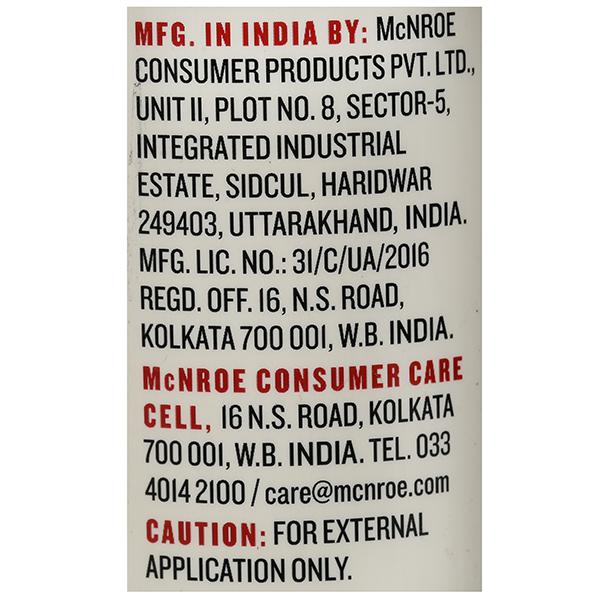 MFG. IN INDIA BY: McNROE
CONSUMER PRODUCTS PVT. LTD.,
UNIT II, PLOT NO. 8, SECTOR-5,
INTEGRATED INDUSTRIAL
ESTATE, SIDCUL, HARIDWAR
249403, UTTARAKHAND, INDIA.
MFG. LIC. NO.: 31/C/UA/2016
REGD. OFF. 16, N.S. ROAD,
KOLKATA 700 001, W.B. INDIA.
McNROE CONSUMER CARE
CELL, 16 N.S. ROAD, KOLKATA
700 001, W.B. INDIA. TEL. 033
4014 2100 / care@mcnroe.com
CAUTION: FOR EXTERNAL
APPLICATION ONLY.